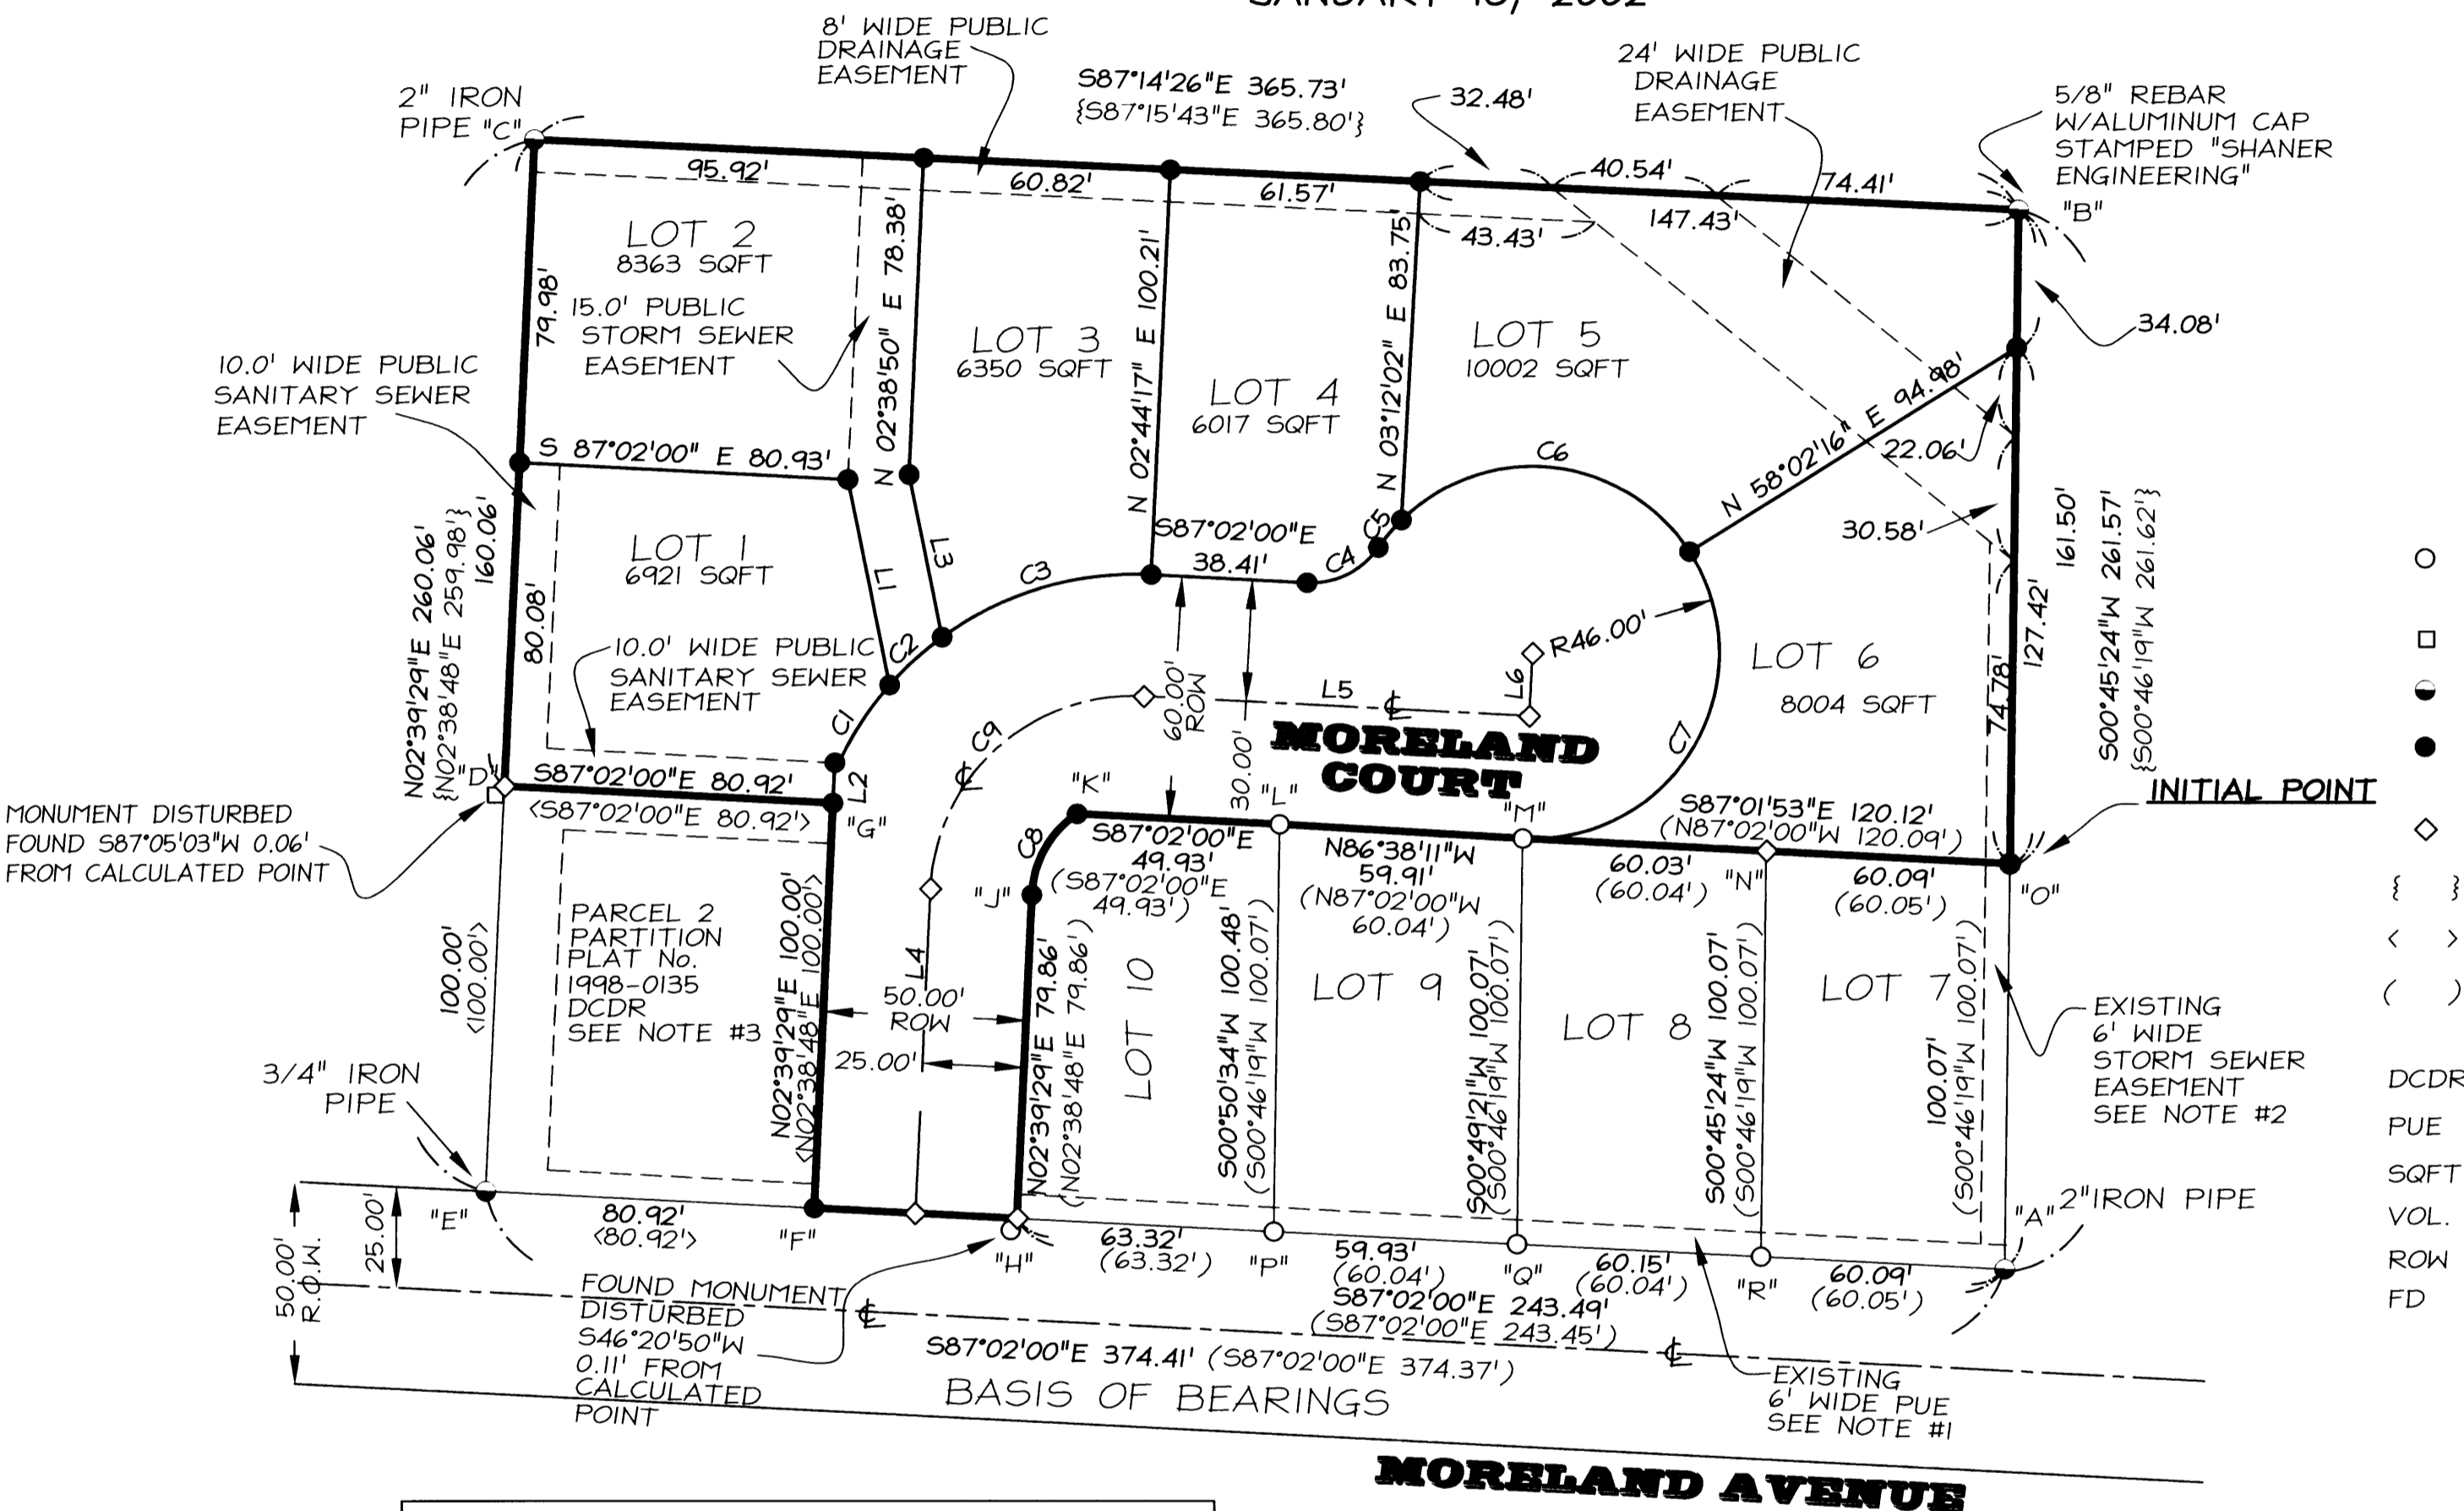 8' WIDE PUBLIC
DRAINAGE
EASEMENT
S87°14'26"E 365.73'
{S87°15'43"E 365.80'}
32.48'
24' WIDE PUBLIC
DRAINAGE
EASEMENT
5/8" REBAR
W/ALUMINUM CAP
STAMPED "SHANER
ENGINEERING"
"B"
2" IRON
PIPE "C"
95.92'
60.82'
61.57'
40.54'
74.41'
147.43'
43.43'
34.08'
LOT 2
8363 SQFT
79.98'
15.0' PUBLIC
STORM SEWER
EASEMENT
N 02°38'50" E 78.38'
LOT 3
6350 SQFT
N 02°44'17" E 100.21'
LOT 4
6017 SQFT
N 03°12'02" E 83.75'
LOT 5
10002 SQFT
10.0' WIDE PUBLIC
SANITARY SEWER
EASEMENT
S 87°02'00" E 80.93'
C6
N 58°02'16" E 94.98'
22.06'
30.58'
161.50'
S00°45'24"W 261.57'
{S00°46'19"W 261.62'}
127.42'
74.78'
N02°39'29"E 260.06'
{N02°38'48"E 259.98'}
160.06'
80.08'
LOT 1
6921 SQFT
L1
L3
C3
S87°02'00"E
38.41'
C4
C5
10.0' WIDE PUBLIC
SANITARY SEWER
EASEMENT
C2
C1
L2
60.00'
ROW
30.00'
L5
L6
R46.00'
LOT 6
8004 SQFT
C7
C9
MORELAND
COURT
"D"
S87°02'00"E 80.92'
<S87°02'00"E 80.92'>
"G"
MONUMENT DISTURBED
FOUND S87°05'03"W 0.06'
FROM CALCULATED POINT
"K"
"L"
"M"
C8
"J"
S87°02'00"E
49.93'
(S87°02'00"E
49.93')
N86°38'11"W
59.91'
(N87°02'00"W
60.04')
S87°01'53"E 120.12'
(N87°02'00"W 120.09')
60.03'
(60.04')
"N"
60.09'
(60.05')
"O"
INITIAL POINT
{ }
< >
( )
DCDR
PUE
SQFT
VOL.
ROW
FD
100.00'
<100.00'>
PARCEL 2
PARTITION
PLAT No.
1998-0135
DCDR
SEE NOTE #3
N02°39'29"E 100.00'
<N02°38'48"E 100.00'>
L4
50.00'
ROW
25.00'
N02°39'29"E 79.86'
(N02°38'48"E 79.86')
LOT 10
S00°50'34"W 100.48'
(S00°46'19"W 100.07')
LOT 9
S00°49'21"W 100.07'
(S00°46'19"W 100.07')
LOT 8
S00°45'24"W 100.07'
(S00°46'19"W 100.07')
LOT 7
100.07'
(S00°46'19"W 100.07')
EXISTING
6' WIDE
STORM SEWER
EASEMENT
SEE NOTE #2
3/4" IRON
PIPE
"E"
80.92'
<80.92'>
"F"
"H"
63.32'
(63.32')
"P"
59.93'
(60.04')
"Q"
60.15'
(60.04')
"R"
60.09'
(60.05')
"A"
2"IRON PIPE
50.00'
R.O.W.
25.00'
FOUND MONUMENT
DISTURBED
S46°20'50"W
0.11' FROM
CALCULATED
POINT
S87°02'00"E 243.49'
(S87°02'00"E 243.45')
S87°02'00"E 374.41' (S87°02'00"E 374.37')
BASIS OF BEARINGS
EXISTING
6' WIDE PUE
SEE NOTE #1
MORELAND AVENUE